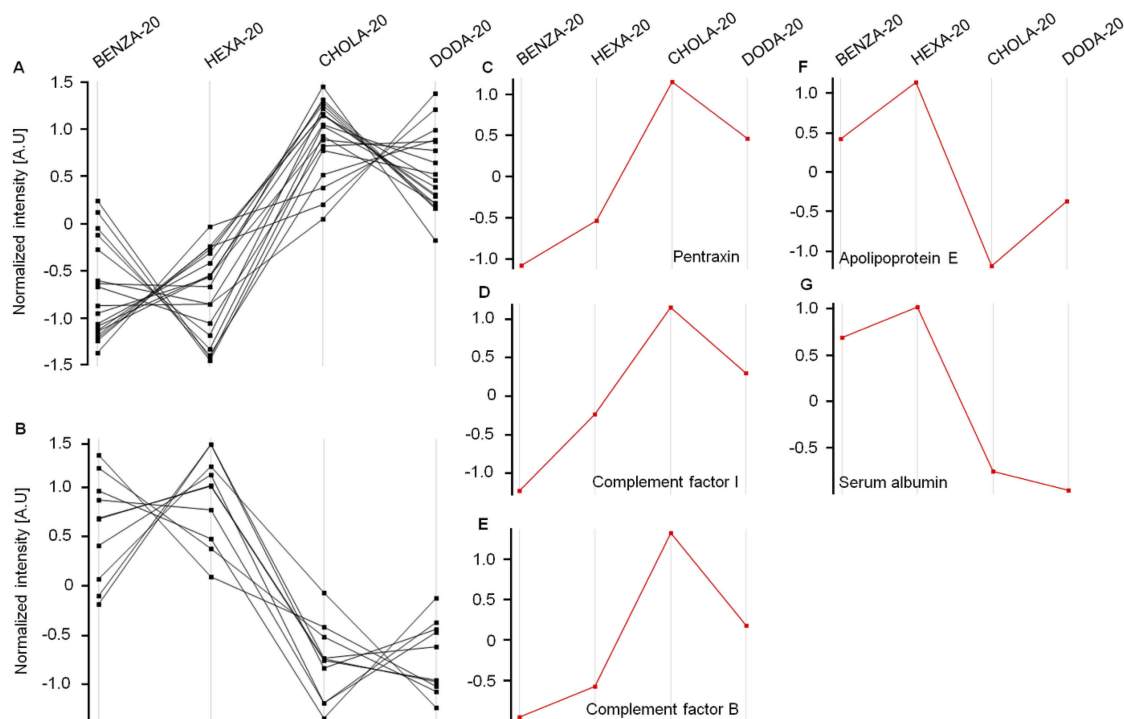 BENZA-20
HEXA-20
CHOLA-20
DODA-20
BENZA-20
HEXA-20
CHOLA-20
DODA-20
BENZA-20
HEXA-20
CHOLA-20
DODA-20
A
Normalized intensity [A.U]
1.5
1.0
0.5
0
-0.5
-1.0
-1.5
B
Normalized intensity [A.U]
1.5
1.0
0.5
0
-0.5
-1.0
C
1.0
0.5
0
-0.5
-1.0
Pentraxin
D
1.0
0.5
0
-0.5
-1.0
Complement factor I
E
1.0
0.5
0
-0.5
Complement factor B
F
1.0
0.5
0
-0.5
-1.0
Apolipoprotein E
G
1.0
0.5
0
-0.5
Serum albumin